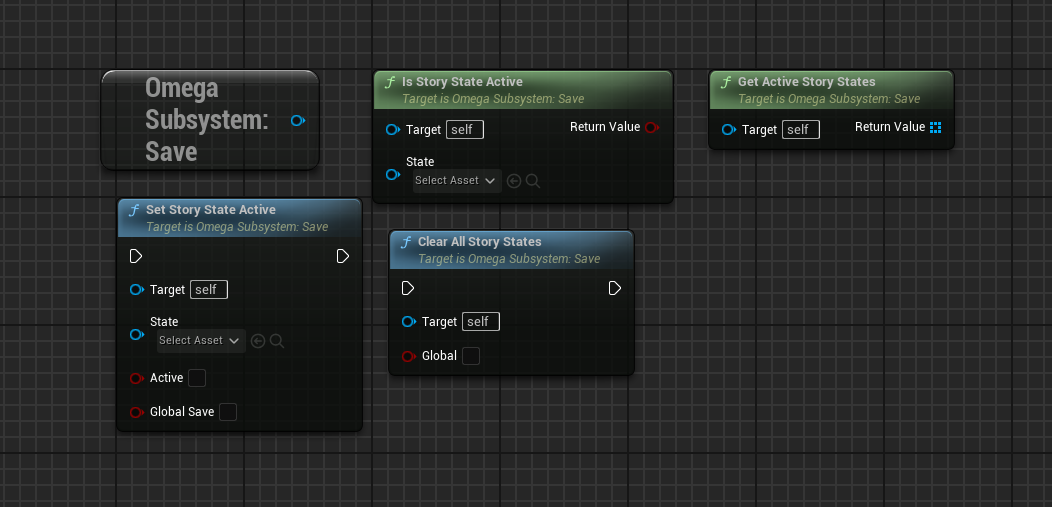 Omega
Subsystem:
Save
f Is Story State Active
Target is Omega Subsystem: Save
Target self
Return Value
State
Select Asset
f Get Active Story States
Target is Omega Subsystem: Save
Target self
Return Value
f Set Story State Active
Target is Omega Subsystem: Save
Target self
State
Select Asset
Active
Global Save
f Clear All Story States
Target is Omega Subsystem: Save
Target self
Global